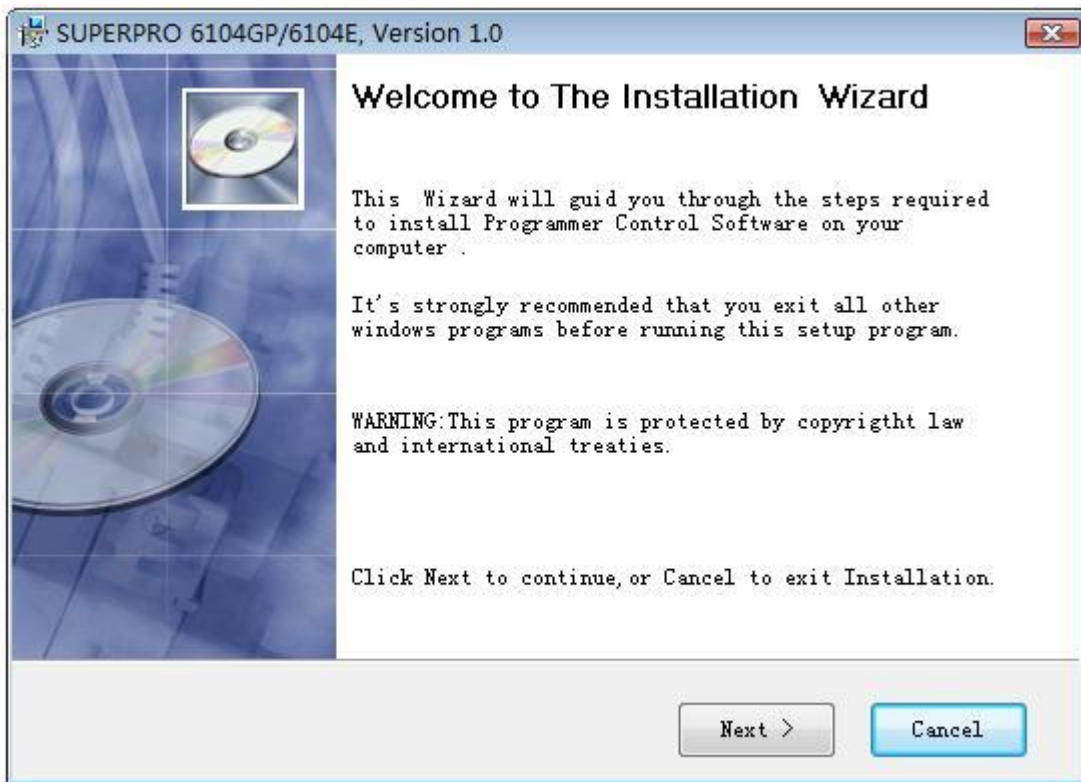 SUPERPRO 6104GP/6104E, Version 1.0
Welcome to The Installation Wizard
This Wizard will guid you through the steps required
to install Programmer Control Software on your
computer .
It's strongly recommended that you exit all other
windows programs before running this setup program.
WARNING:This program is protected by copyrigtht law
and international treaties.
Click Next to continue,or Cancel to exit Installation.
Next >
Cancel